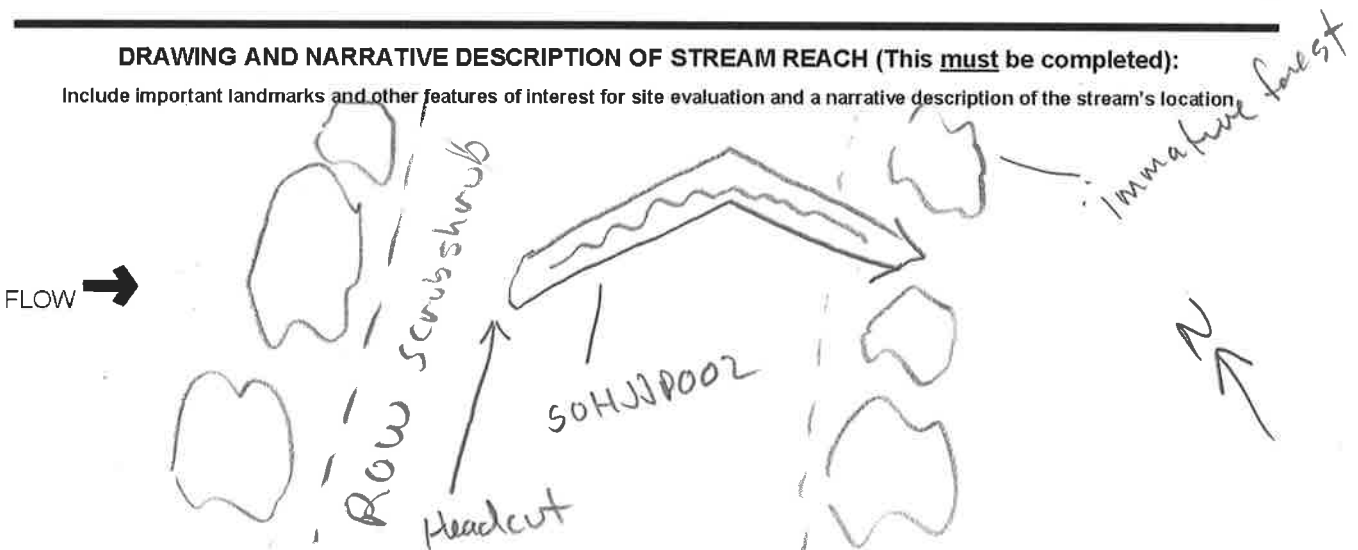 DRAWING AND NARRATIVE DESCRIPTION OF STREAM REACH (This must be completed):
Include important landmarks and other features of interest for site evaluation and a narrative description of the stream's location
immature forest
ROW scrubshrub
FLOW
SOHJJP002
N
Headcut